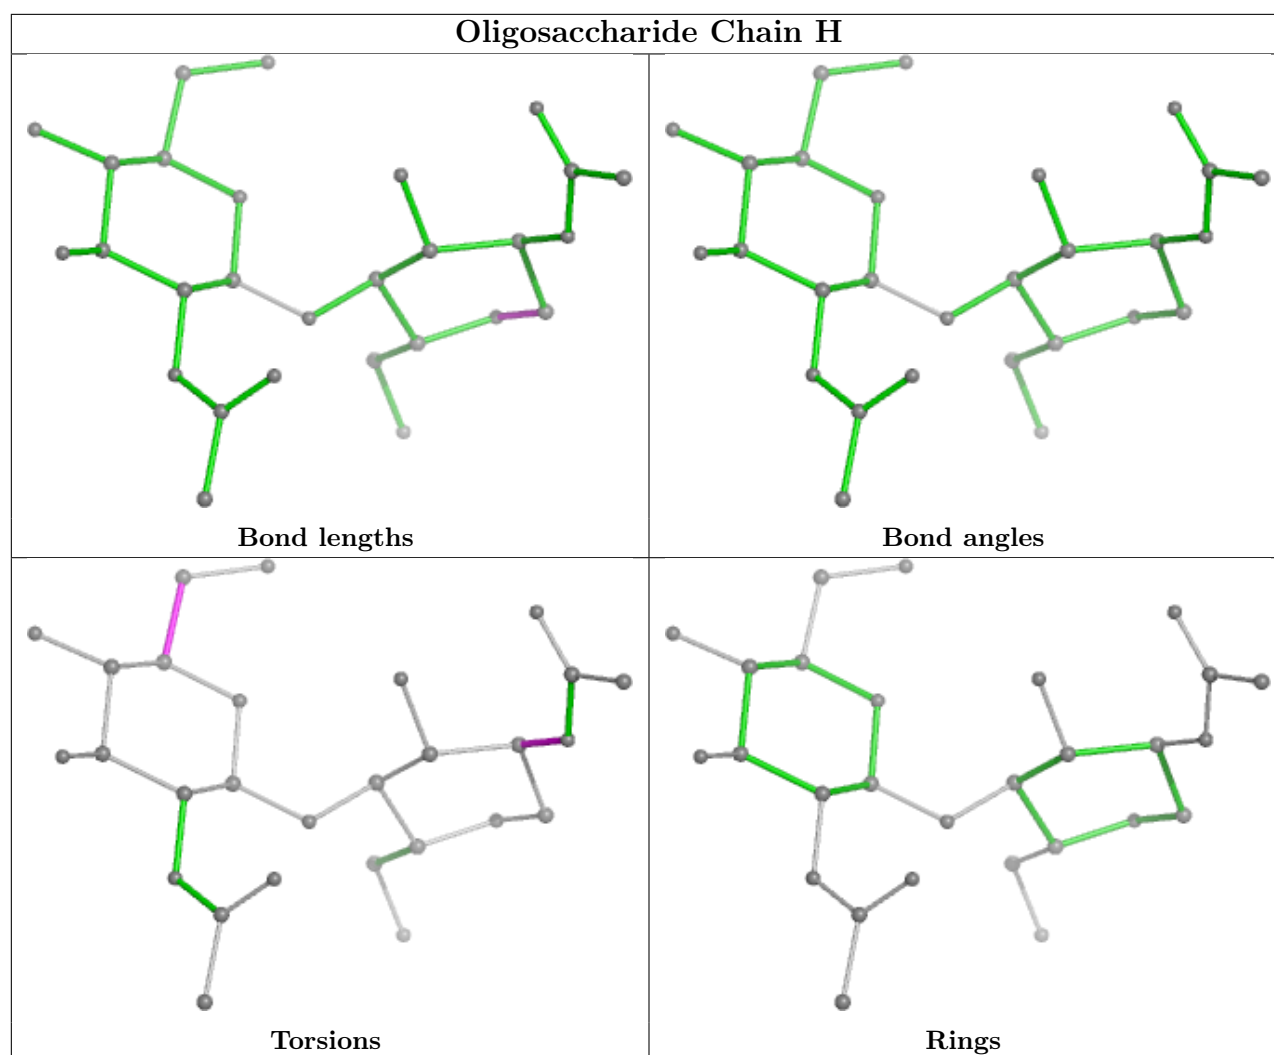 Oligosaccharide Chain H
Bond lengths
Bond angles
Torsions
Rings